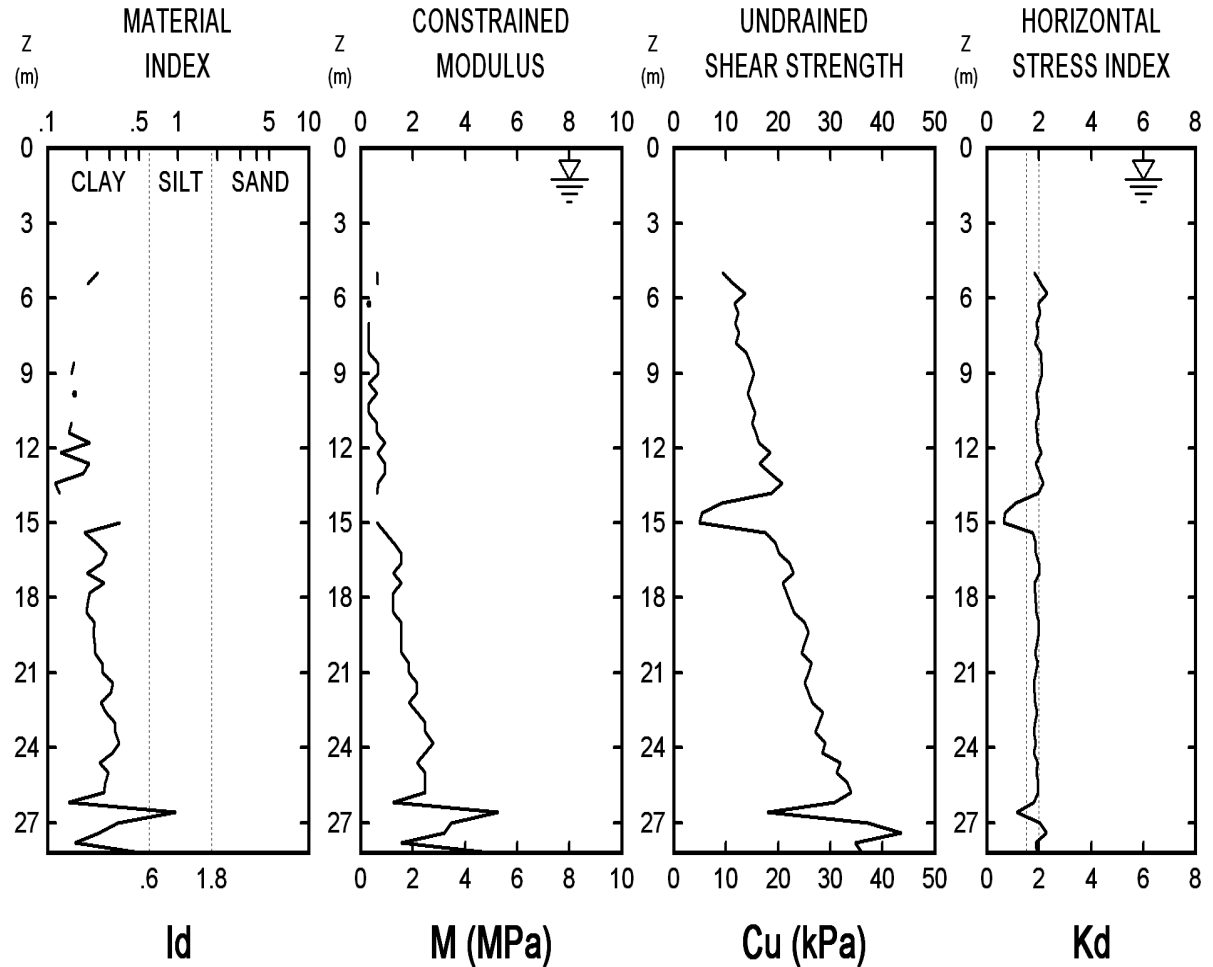 MATERIAL CONSTRAINED UNDRAINED HORIZONTAL
Z Z Z Z
INDEX MODULUS SHEAR STRENGTH STRESS INDEX
(m) (m) (m) (m)
.1 .5 1 5 10 0 2 4 6 8 10 0 10 20 30 40 50 0 2 4 6 8
0 0 0 0
CLAY SILT SAND
3 3 3 3
6 6 6 6
9 9 9 9
12 12 12 12
15 15 15 15
18 18 18 18
21 21 21 21
24 24 24 24
27 27 27 27
.6 1.8 0 2 4 6 8 10 0 10 20 30 40 50 0 2 4 6 8
Id M (MPa) Cu (kPa) Kd